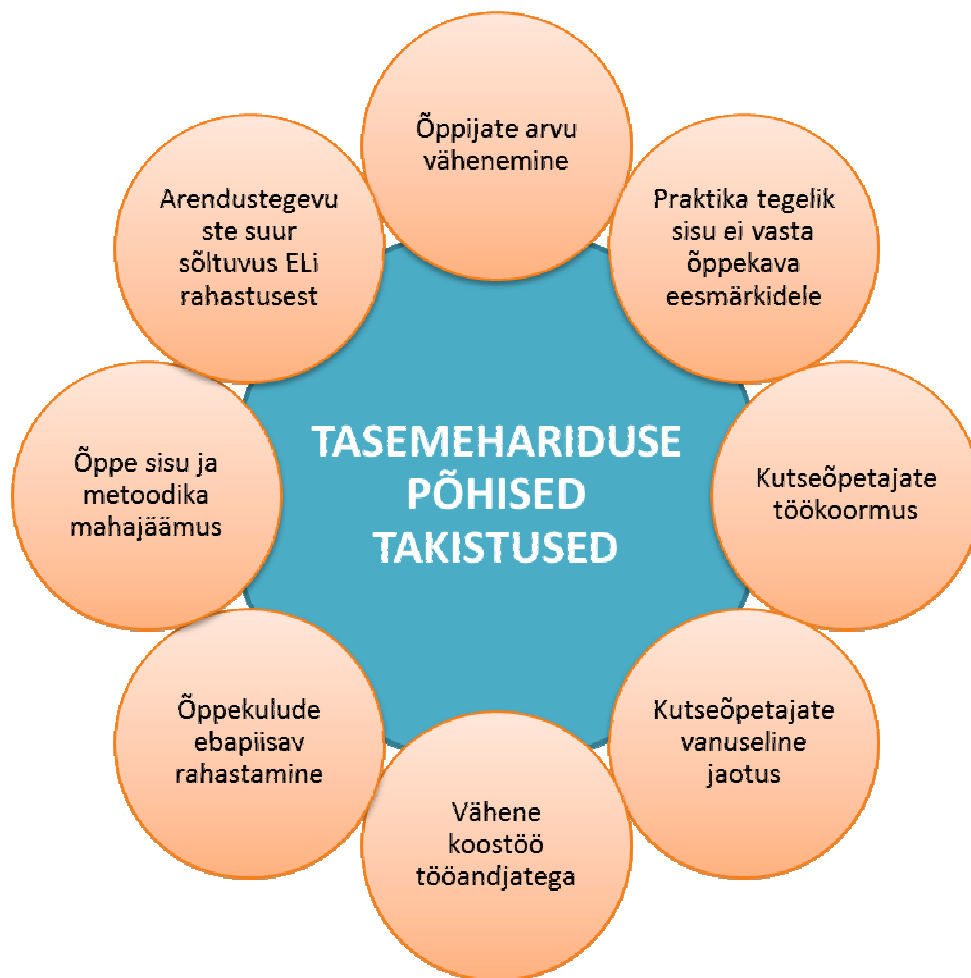 Õppijate arvu
vähenemine
Praktika tegelik
sisu ei vasta
õppekava
eesmärkidele
Kutseõpetajate
töökoormus
Kutseõpetajate
vanuseline
jaotus
Vähene
koostöö
tööandjatega
Õppekulude
ebapiisav
rahastamine
Õppe sisu ja
metoodika
mahajäämus
Arendustegevu
ste suur
sõltuvus ELi
rahastusest
TASEMEHARIDUSE
PÕHISED
TAKISTUSED